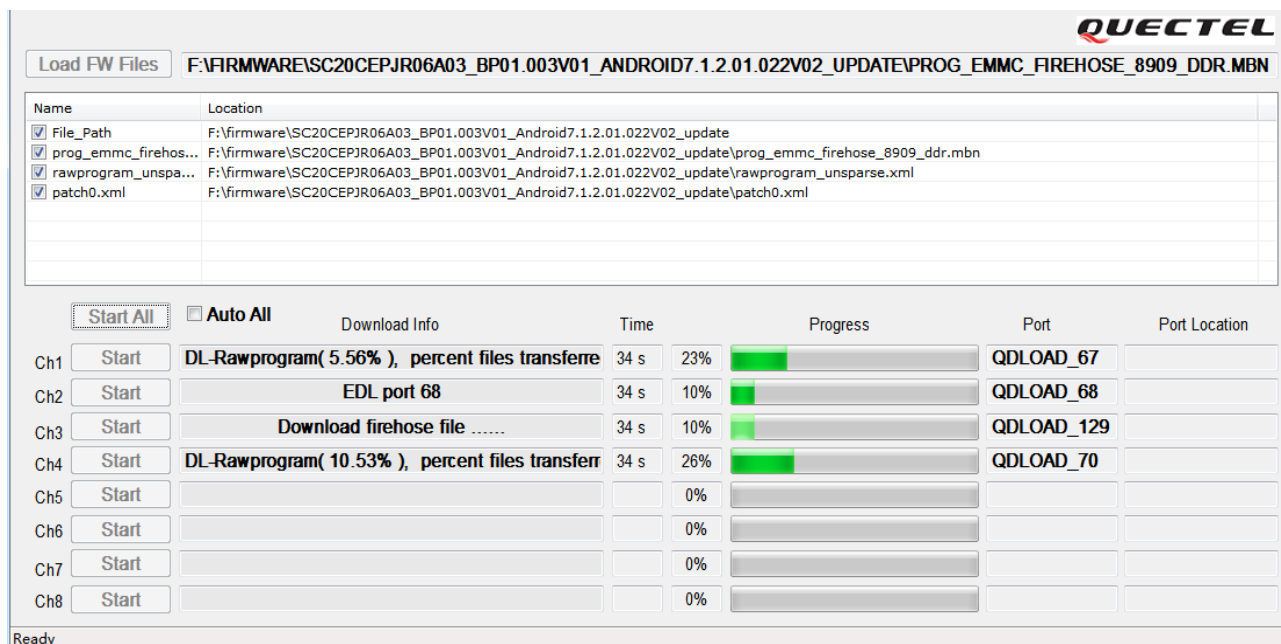 QUECTEL
Load FW Files F:\FIRMWARE\SC20CEPJR06A03_BP01.003V01_ANDROID7.1.2.01.022V02_UPDATE\PROG_EMMC_FIREHOSE_8909_DDR.MBN
Name Location
File_Path F:\firmware\SC20CEPJR06A03_BP01.003V01_Android7.1.2.01.022V02_update
prog_emmc_firehos... F:\firmware\SC20CEPJR06A03_BP01.003V01_Android7.1.2.01.022V02_update\prog_emmc_firehose_8909_ddr.mbn
rawprogram_unspa... F:\firmware\SC20CEPJR06A03_BP01.003V01_Android7.1.2.01.022V02_update\rawprogram_unsparse.xml
patch0.xml F:\firmware\SC20CEPJR06A03_BP01.003V01_Android7.1.2.01.022V02_update\patch0.xml
Start All Auto All Download Info Time Progress Port Port Location
Ch1 Start DL-Rawprogram( 5.56% ), percent files transferre 34 s 23% QDLOAD_67
Ch2 Start EDL port 68 34 s 10% QDLOAD_68
Ch3 Start Download firehose file ...... 34 s 10% QDLOAD_129
Ch4 Start DL-Rawprogram( 10.53% ), percent files transferr 34 s 26% QDLOAD_70
Ch5 Start 0%
Ch6 Start 0%
Ch7 Start 0%
Ch8 Start 0%
Ready